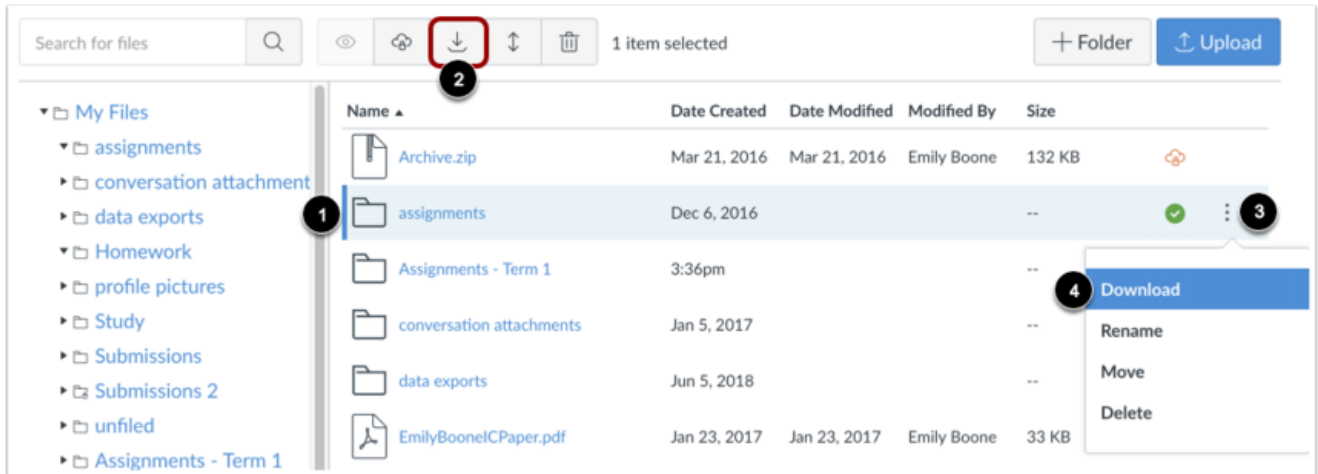 Search for files
1 item selected
+ Folder
Upload
2
My Files
assignments
conversation attachment
data exports
Homework
profile pictures
Study
Submissions
Submissions 2
unfiled
Assignments - Term 1
Name Date Created Date Modified Modified By Size
Archive.zip Mar 21, 2016 Mar 21, 2016 Emily Boone 132 KB
1 assignments Dec 6, 2016 -- 3
Assignments - Term 1 3:36pm --
conversation attachments Jan 5, 2017 --
data exports Jun 5, 2018 --
EmilyBooneICPaper.pdf Jan 23, 2017 Jan 23, 2017 Emily Boone 33 KB
4 Download
Rename
Move
Delete